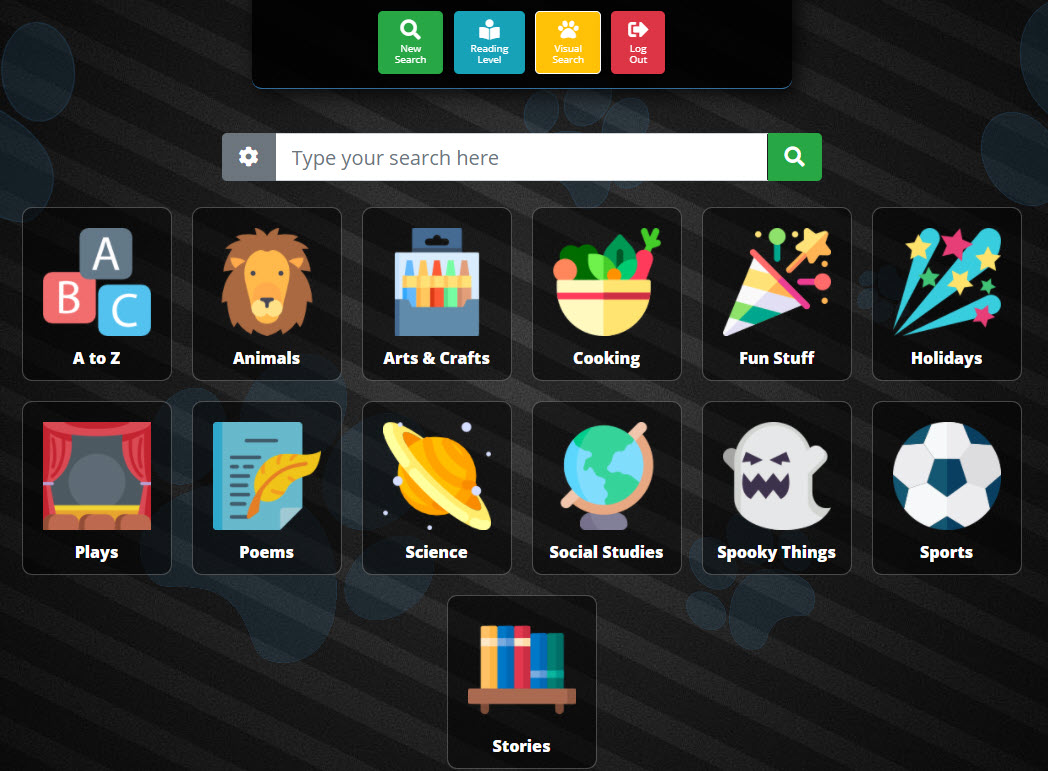 New
Search
Reading
Level
Visual
Search
Log
Out
Type your search here
A
B
C
A to Z
Animals
Arts & Crafts
Cooking
Fun Stuff
Holidays
Plays
Poems
Science
Social Studies
Spooky Things
Sports
Stories